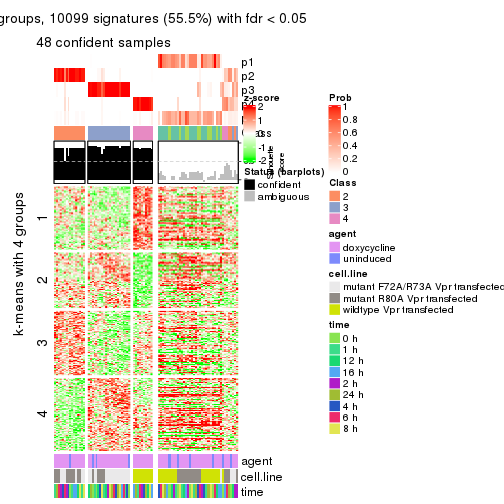 groups, 10099 signatures (55.5%) with fdr < 0.05
48 confident samples
p1
p2
p3
p4
z-score
2
1
0
-1
-2
Silhouette
score
Status (barplots)
confident
ambiguous
Prob
1
0.8
0.6
0.4
0.2
0
Class
2
3
4
agent
doxycycline
uninduced
cell.line
mutant F72A/R73A Vpr transfected
mutant R80A Vpr transfected
wildtype Vpr transfected
time
0 h
1 h
12 h
16 h
2 h
24 h
4 h
6 h
8 h
k-means with 4 groups
1
2
3
4
agent
cell.line
time